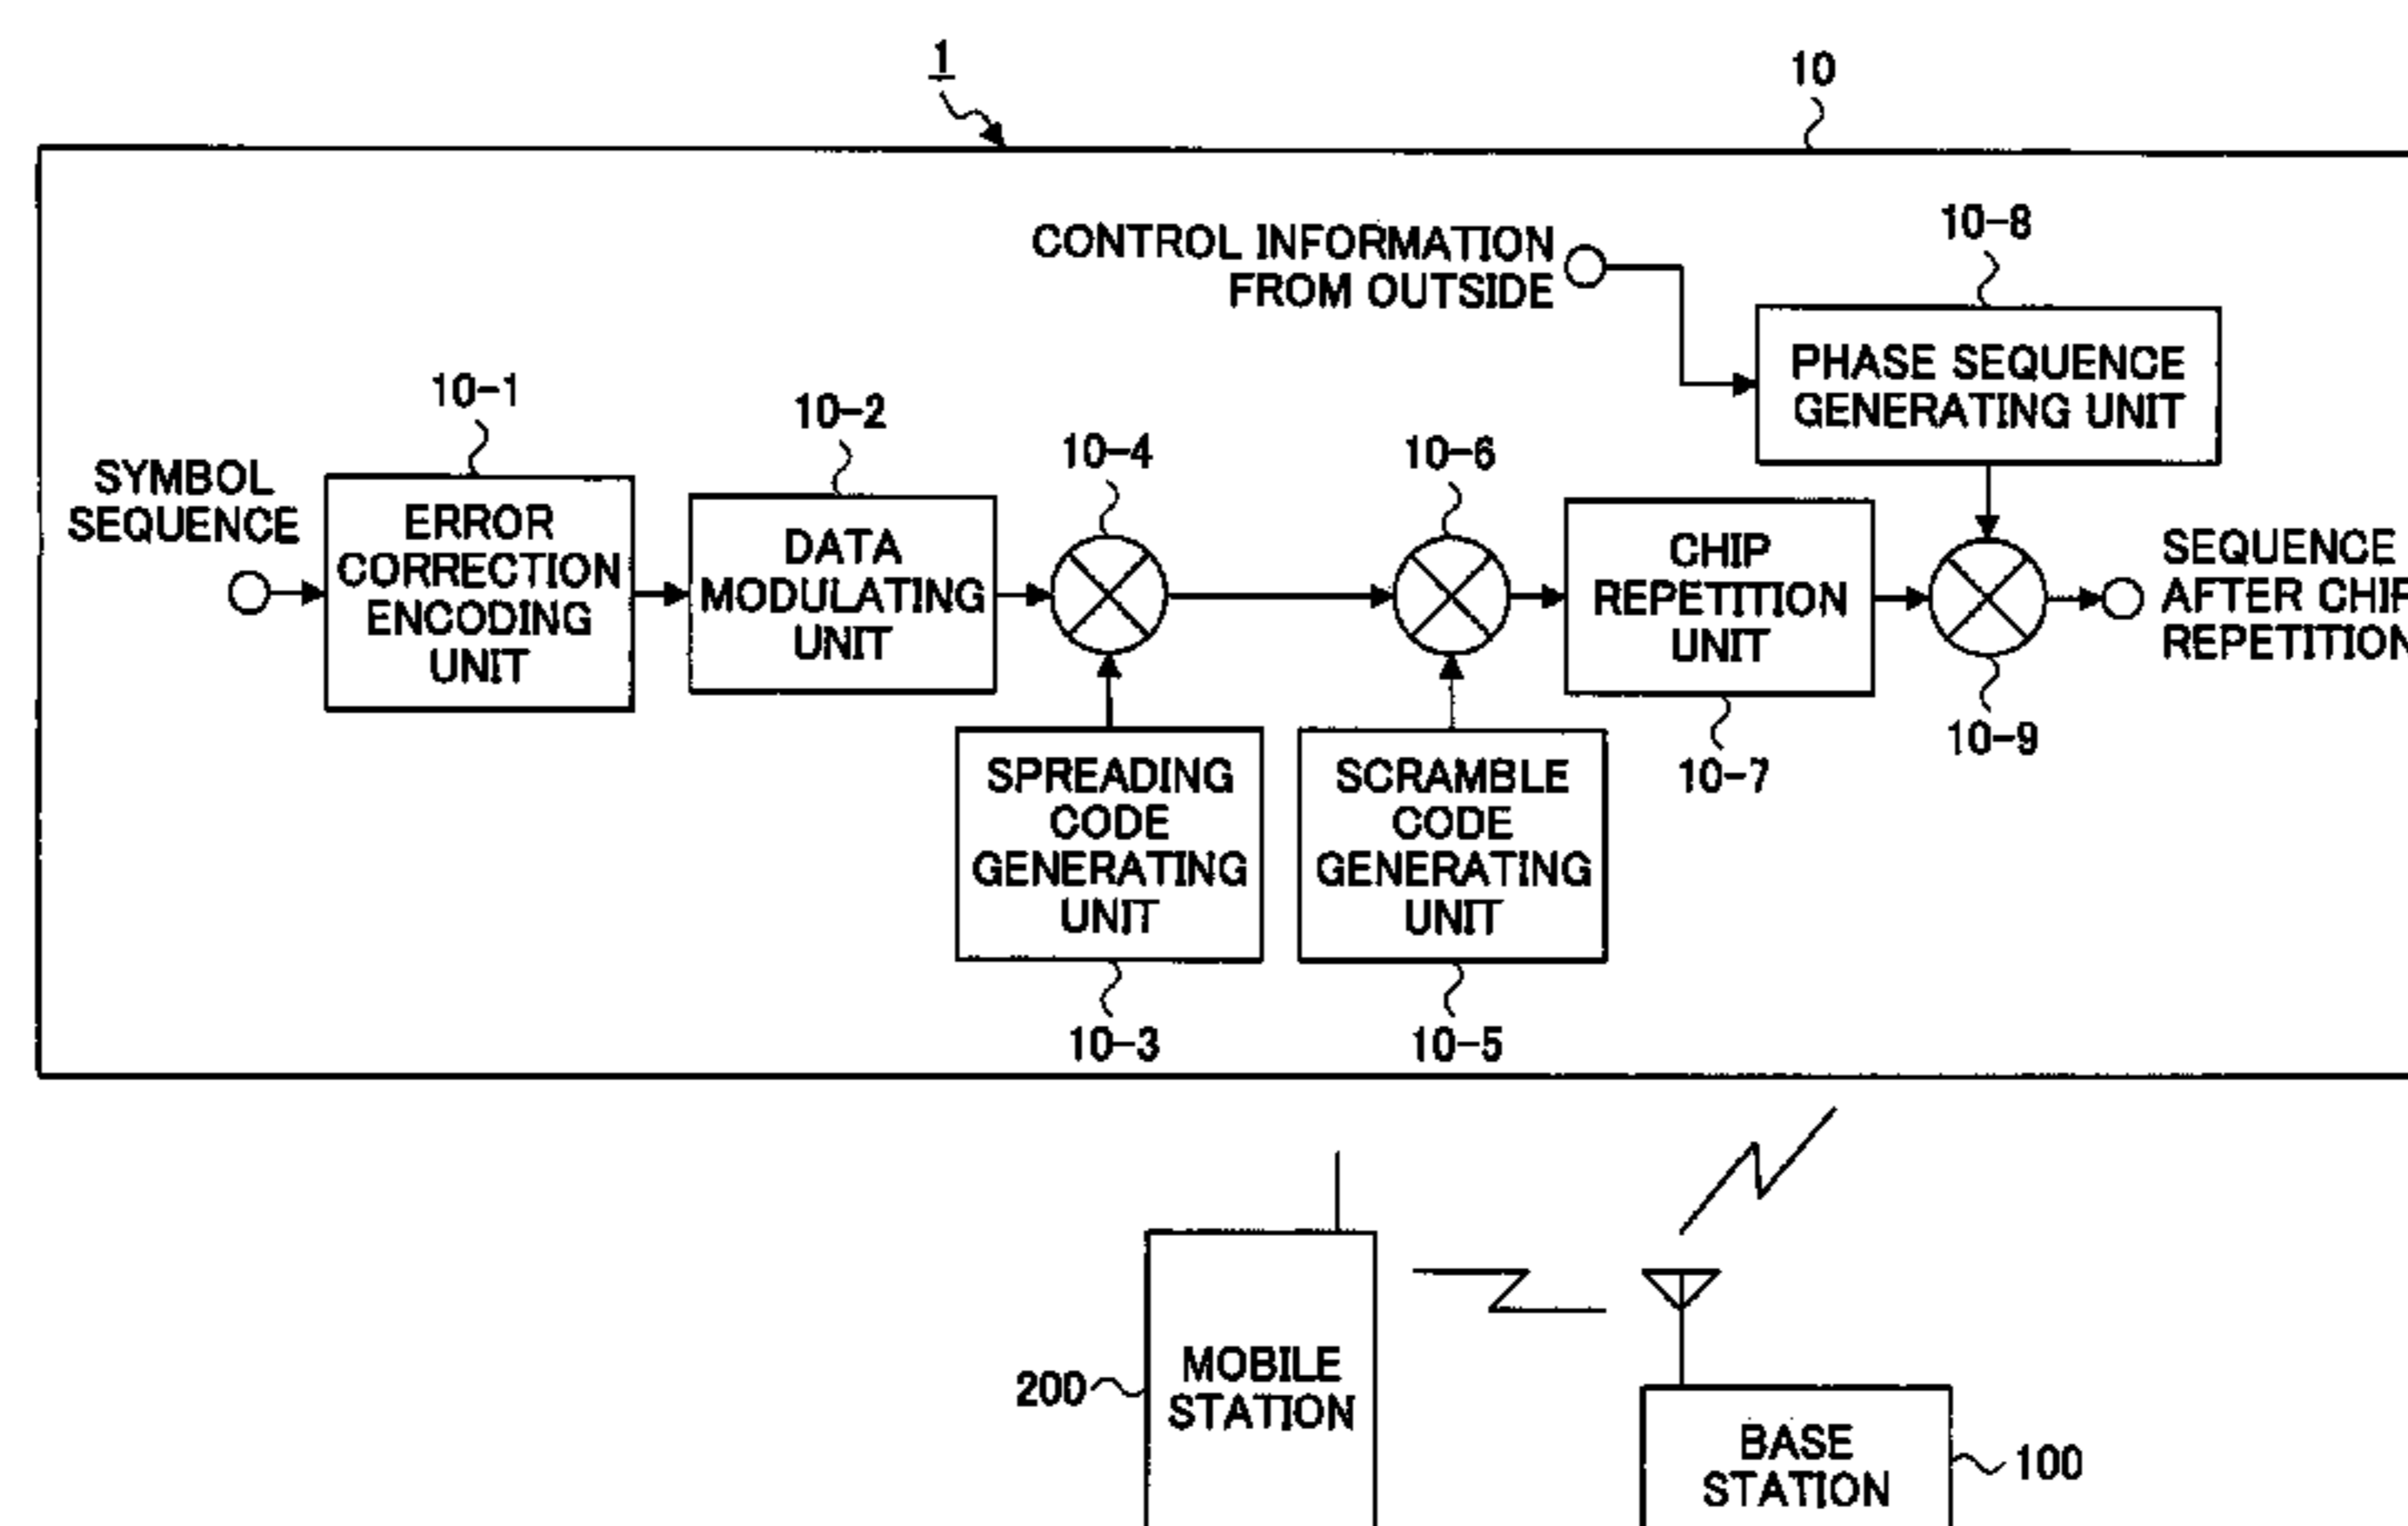 1
10
CONTROL INFORMATION
FROM OUTSIDE
10-8
PHASE SEQUENCE
GENERATING UNIT
10-1
10-2
10-4
10-6
SYMBOL
SEQUENCE
ERROR
CORRECTION
ENCODING
UNIT
DATA
MODULATING
UNIT
CHIP
REPETITION
UNIT
SEQUENCE
AFTER CHIP
REPETITION
10-9
10-7
SPREADING
CODE
GENERATING
UNIT
SCRAMBLE
CODE
GENERATING
UNIT
10-3
10-5
200
MOBILE
STATION
BASE
STATION
100